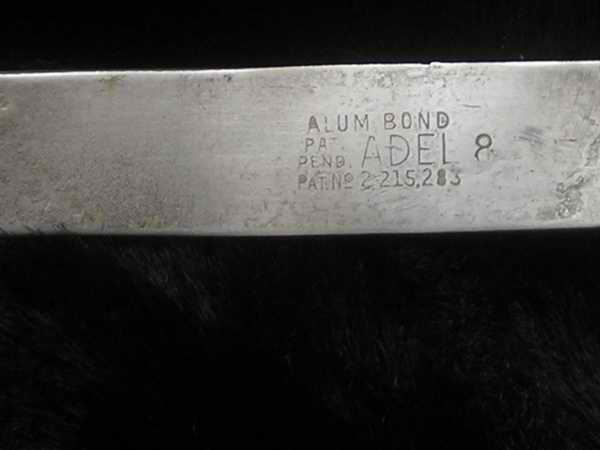 ALUM BOND
PAT.
PEND. ADEL 8
PAT. No 2,215,283